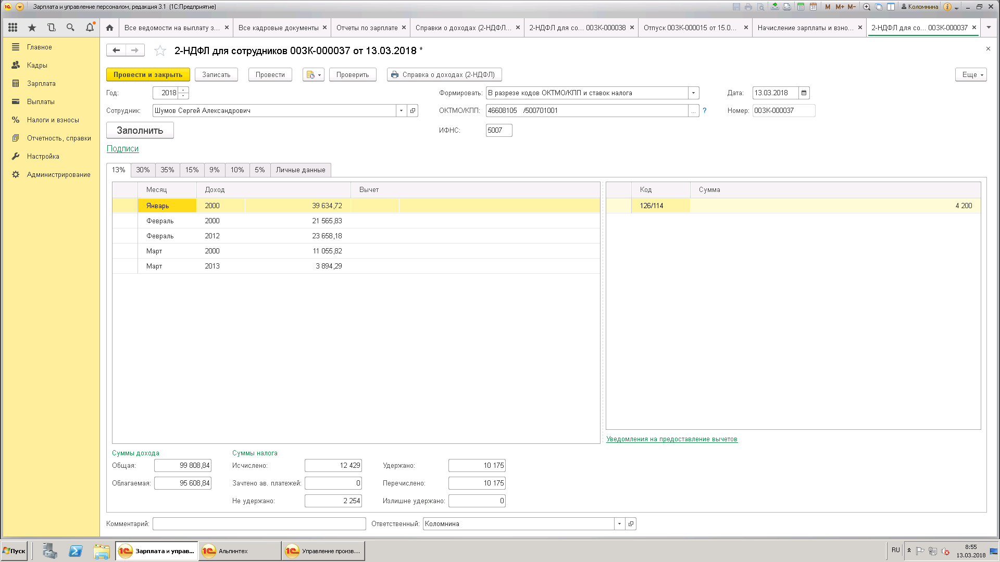 Зарплата и управление персоналом, редакция 3.1 (1С:Предприятие)
M M+ M- Коломнина
Все ведомости на выплату з... Все кадровые документы Отчеты по зарплате Справки о доходах (2-НДФЛ... 2-НДФЛ для со... 003К-000038 Отпуск 003К-000015 от 15.0... Начисление зарплаты и взно... 2-НДФЛ для со... 003К-000037
Главное
Кадры
Зарплата
Выплаты
Налоги и взносы
Отчетность, справки
Настройка
Администрирование
2-НДФЛ для сотрудников 003К-000037 от 13.03.2018 *
Провести и закрыть Записать Провести Проверить Справка о доходах (2-НДФЛ) Еще
Год: 2018 Формировать: В разрезе кодов ОКТМО/КПП и ставок налога Дата: 13.03.2018
Сотрудник: Шумов Сергей Александрович ОКТМО/КПП: 46608105 /500701001 ... ? Номер: 003К-000037
Заполнить ИФНС: 5007
Подписи
13% 30% 35% 15% 9% 10% 5% Личные данные
Месяц Доход Вычет Код Сумма
Январь 2000 39 634,72 126/114 4 200
Февраль 2000 21 565,83
Февраль 2012 23 658,18
Март 2000 11 055,82
Март 2013 3 894,29
Уведомления на предоставление вычетов
Суммы дохода Суммы налога
Общая: 99 808,84 Исчислено: 12 429 Удержано: 10 175
Облагаемая: 95 608,84 Зачтено ав. платежей: 0 Перечислено: 10 175
Не удержано: 2 254 Излишне удержано: 0
Комментарий: Ответственный: Коломнина
Пуск Зарплата и управ... Альпинтех Управление произв... RU 8:55
13.03.2018